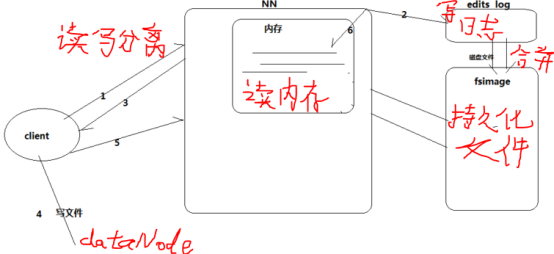 NN
写
edits_log
2
日志
内存
6
读写分离
磁盘文件
合并
fsimage
1
3
读内存
持久化
文件
client
5
4 写文件
dataNode